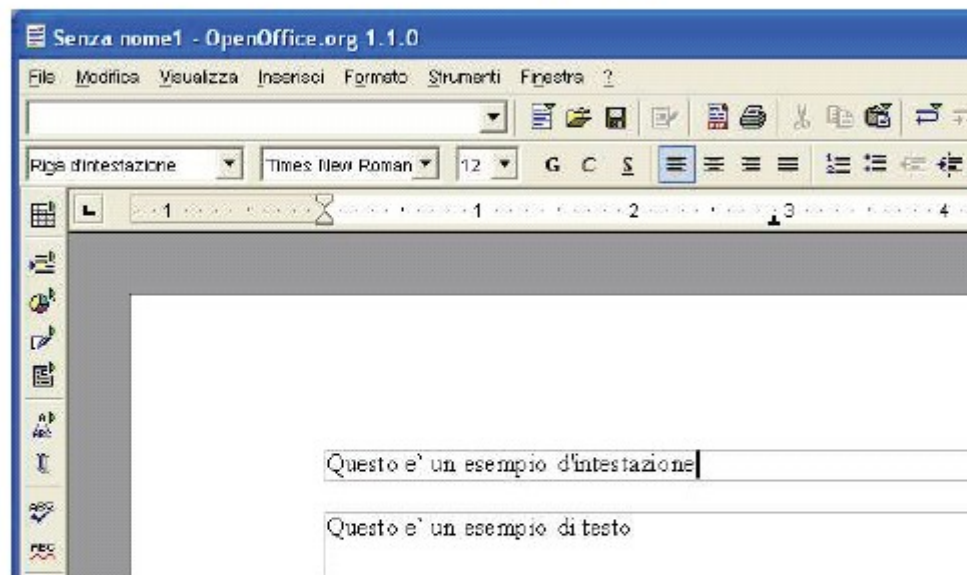 Senza nome1 - OpenOffice.org 1.1.0
File Modifica Visualizza Inserisci Formato Strumenti Finestra ?
Riga d'intestazione Times New Roman 12 G C S
1 1 2 3 4
Questo e` un esempio d'intestazione
Questo e` un esempio di testo